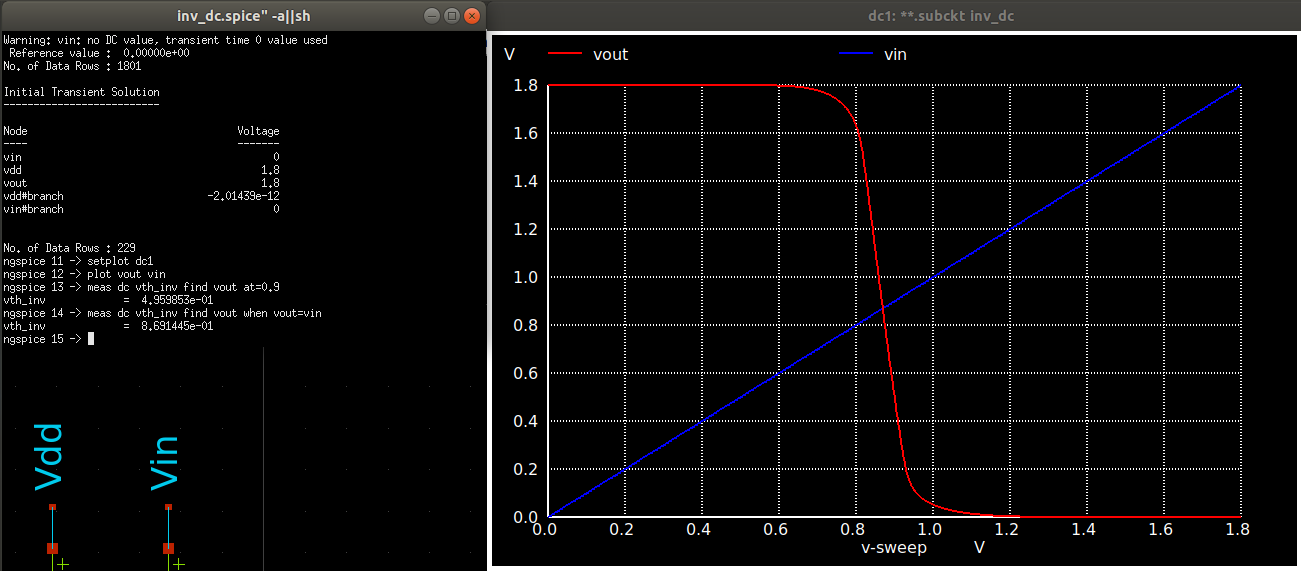 inv_dc.spice" -a||sh
Warning: vin: no DC value, transient time 0 value used
Reference value : 0.00000e+00
No. of Data Rows : 1801
Initial Transient Solution
--------------------------
Node Voltage
---- -------
vin 0
vdd 1.8
vout 1.8
vdd#branch -2.01439e-12
vin#branch 0
No. of Data Rows : 229
ngspice 11 -> setplot dc1
ngspice 12 -> plot vout vin
ngspice 13 -> meas dc vth_inv find vout at=0.9
vth_inv = 4.959853e-01
ngspice 14 -> meas dc vth_inv find vout when vout=vin
vth_inv = 8.691445e-01
ngspice 15 ->
Vdd
Vin
dc1: **.subckt inv_dc
V vout vin
1.8
1.6
1.4
1.2
1.0
0.8
0.6
0.4
0.2
0.0
0.0 0.2 0.4 0.6 0.8 1.0 1.2 1.4 1.6 1.8
v-sweep V